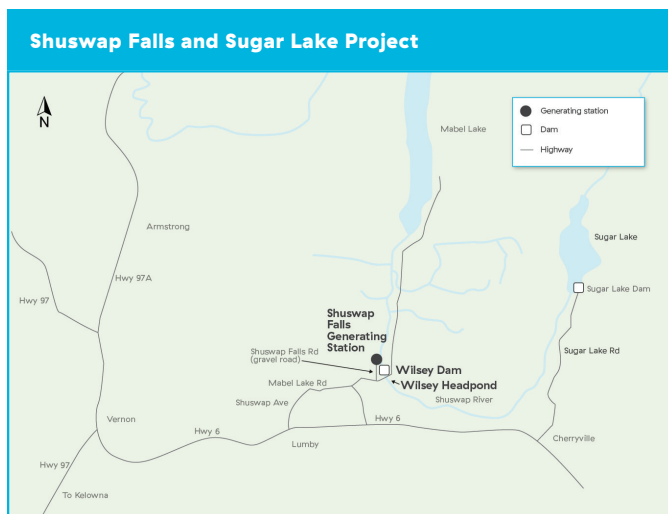 Shuswap Falls and Sugar Lake Project
N
Generating station
Dam
Highway
Mabel Lake
Armstrong
Sugar Lake
Hwy 97A
Sugar Lake Dam
Hwy 97
Shuswap
Falls
Generating
Station
Shuswap Falls Rd
(gravel road)
Sugar Lake Rd
Wilsey Dam
Mabel Lake Rd
Wilsey Headpond
Shuswap Ave
Shuswap River
Vernon
Hwy 6
Hwy 6
Lumby
Cherryville
Hwy 97
To Kelowna